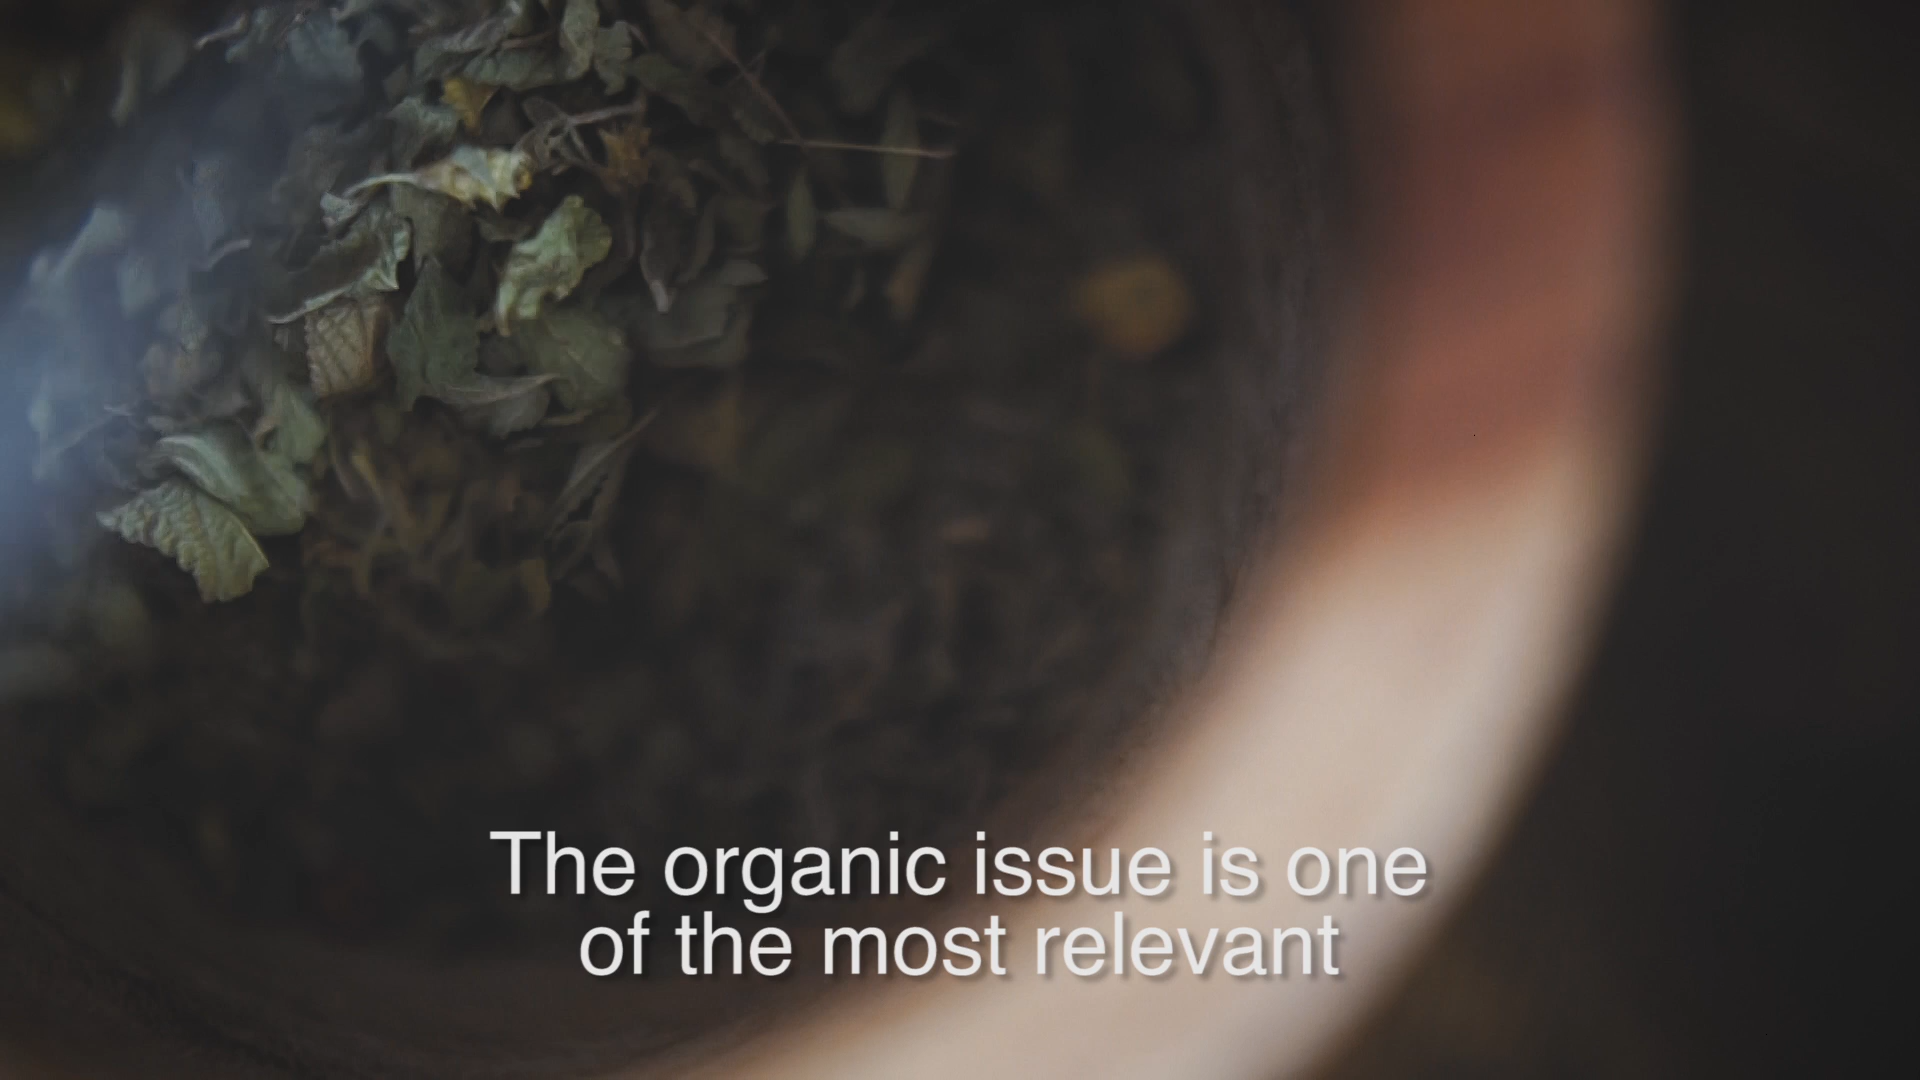 The organic issue is one
of the most relevant